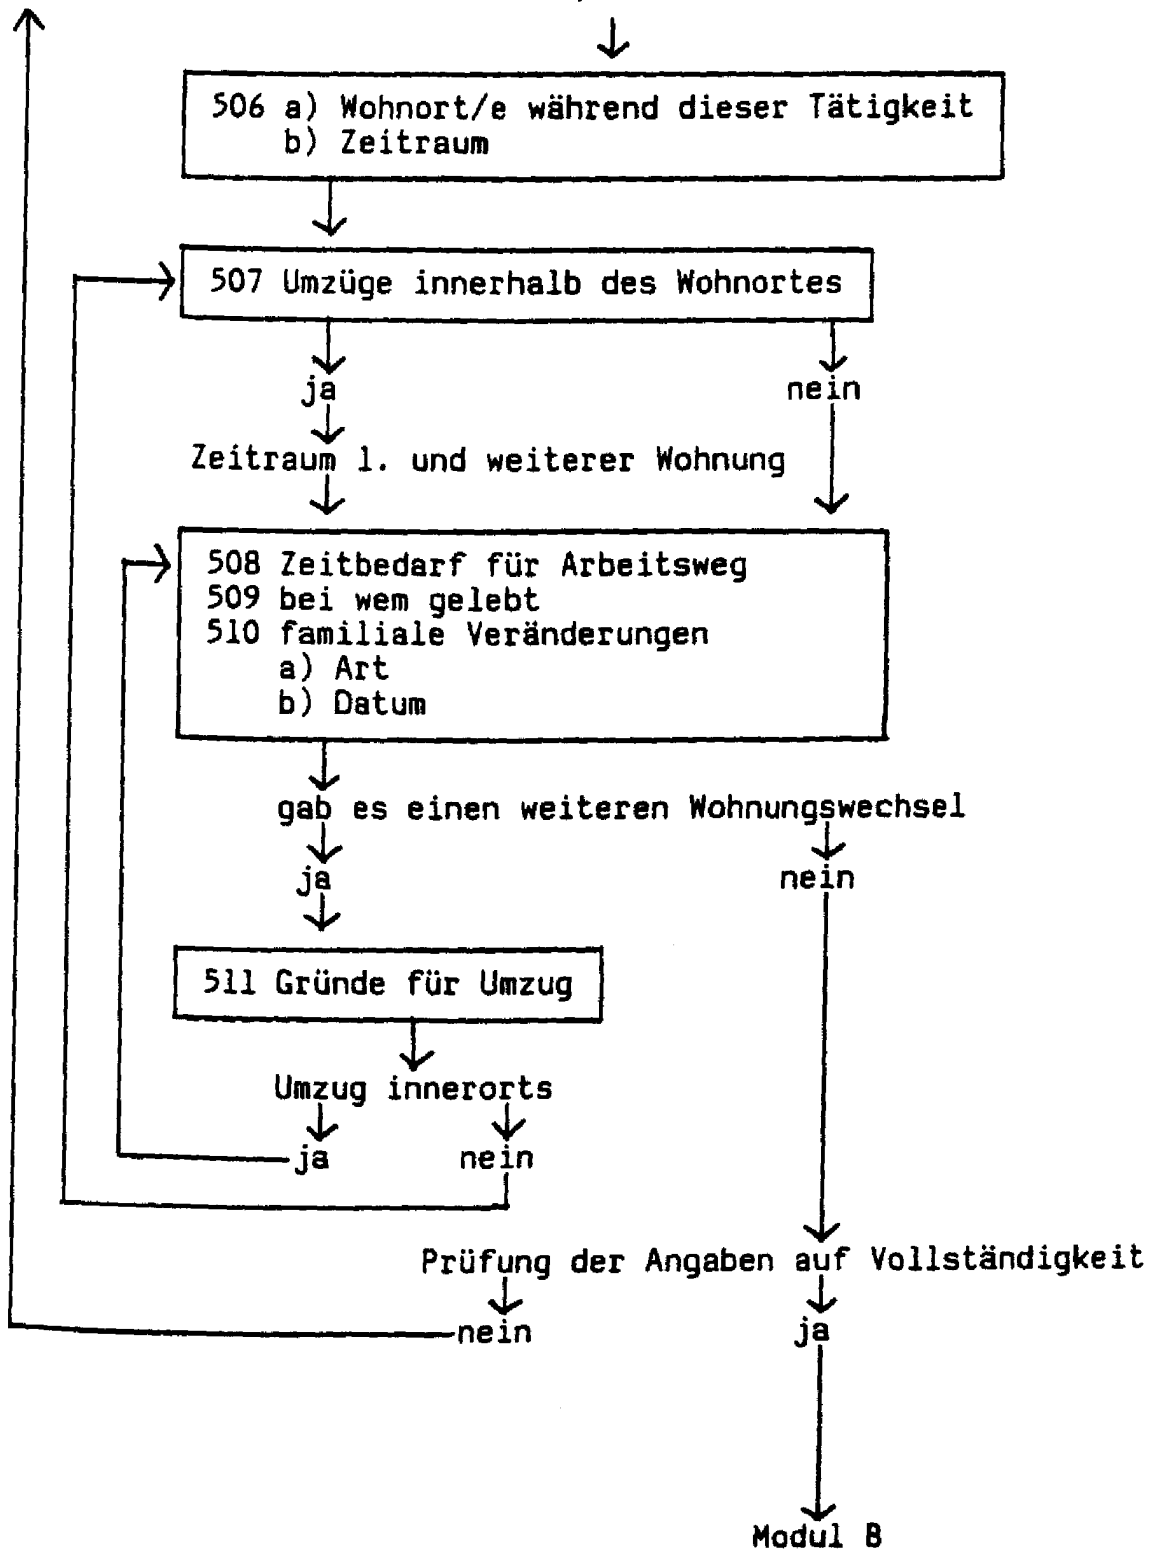 506 a) Wohnort/e während dieser Tätigkeit
b) Zeitraum
507 Umzüge innerhalb des Wohnortes
ja
nein
Zeitraum 1. und weiterer Wohnung
508 Zeitbedarf für Arbeitsweg
509 bei wem gelebt
510 familiale Veränderungen
a) Art
b) Datum
gab es einen weiteren Wohnungswechsel
ja
nein
511 Gründe für Umzug
Umzug innerorts
ja
nein
Prüfung der Angaben auf Vollständigkeit
nein
ja
Modul B